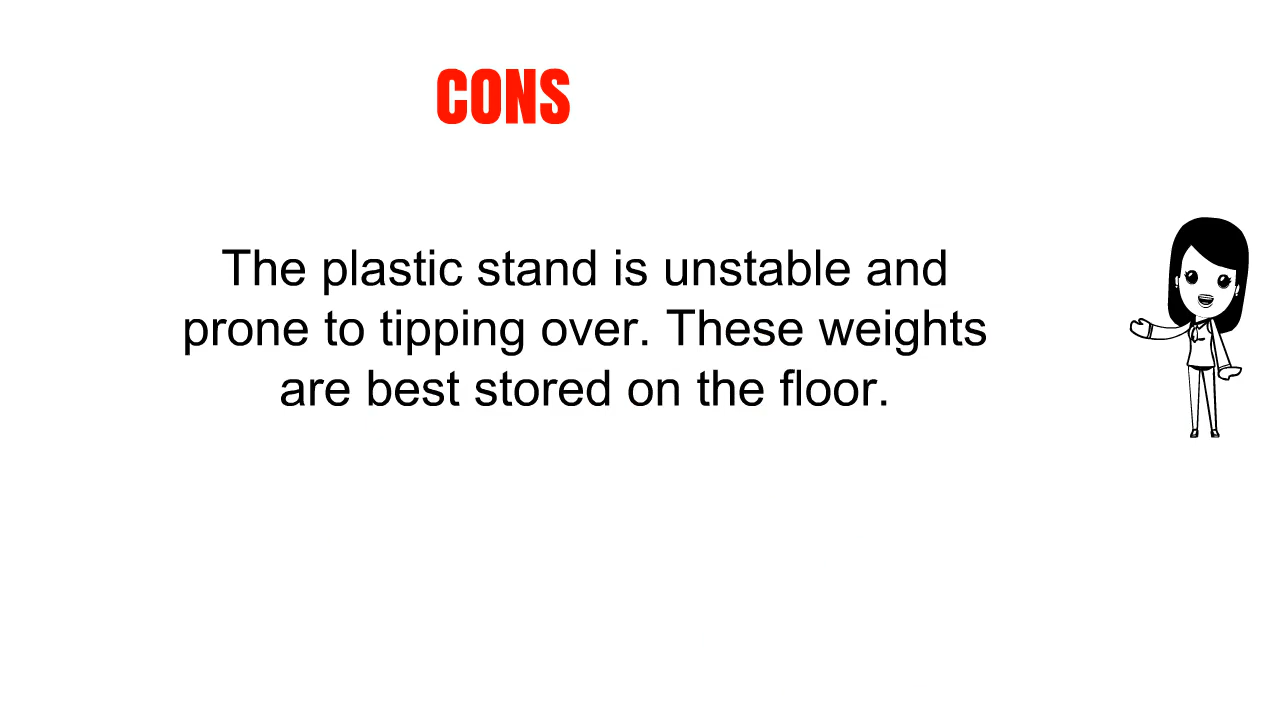 CONS
The plastic stand is unstable and
prone to tipping over. These weights
are best stored on the floor.